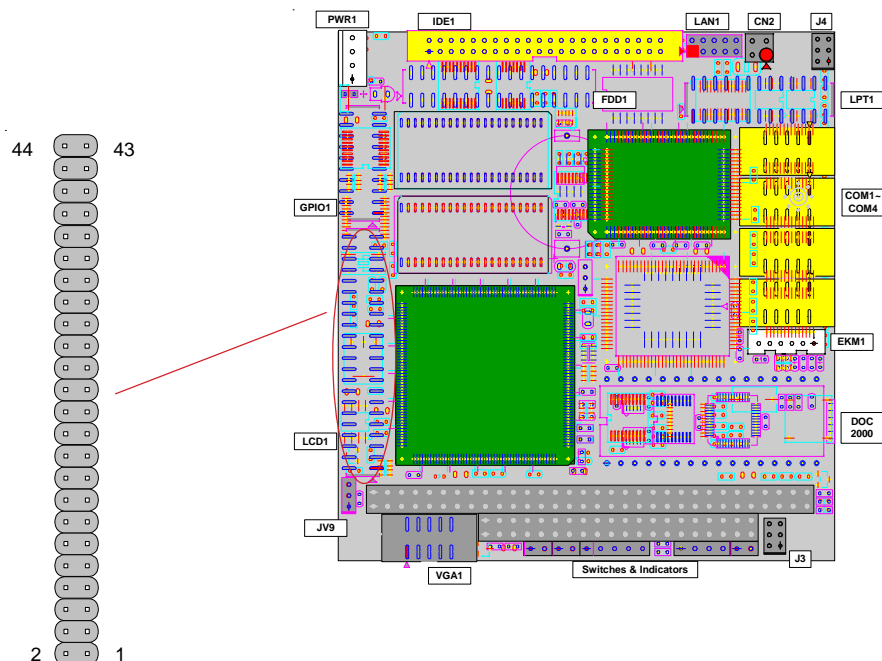 PWR1
IDE1
LAN1
CN2
J4
FDD1
LPT1
44 43
GPIO1
COM1~
COM4
EKM1
LCD1
DOC
2000
JV9
J3
VGA1
Switches & Indicators
2 1